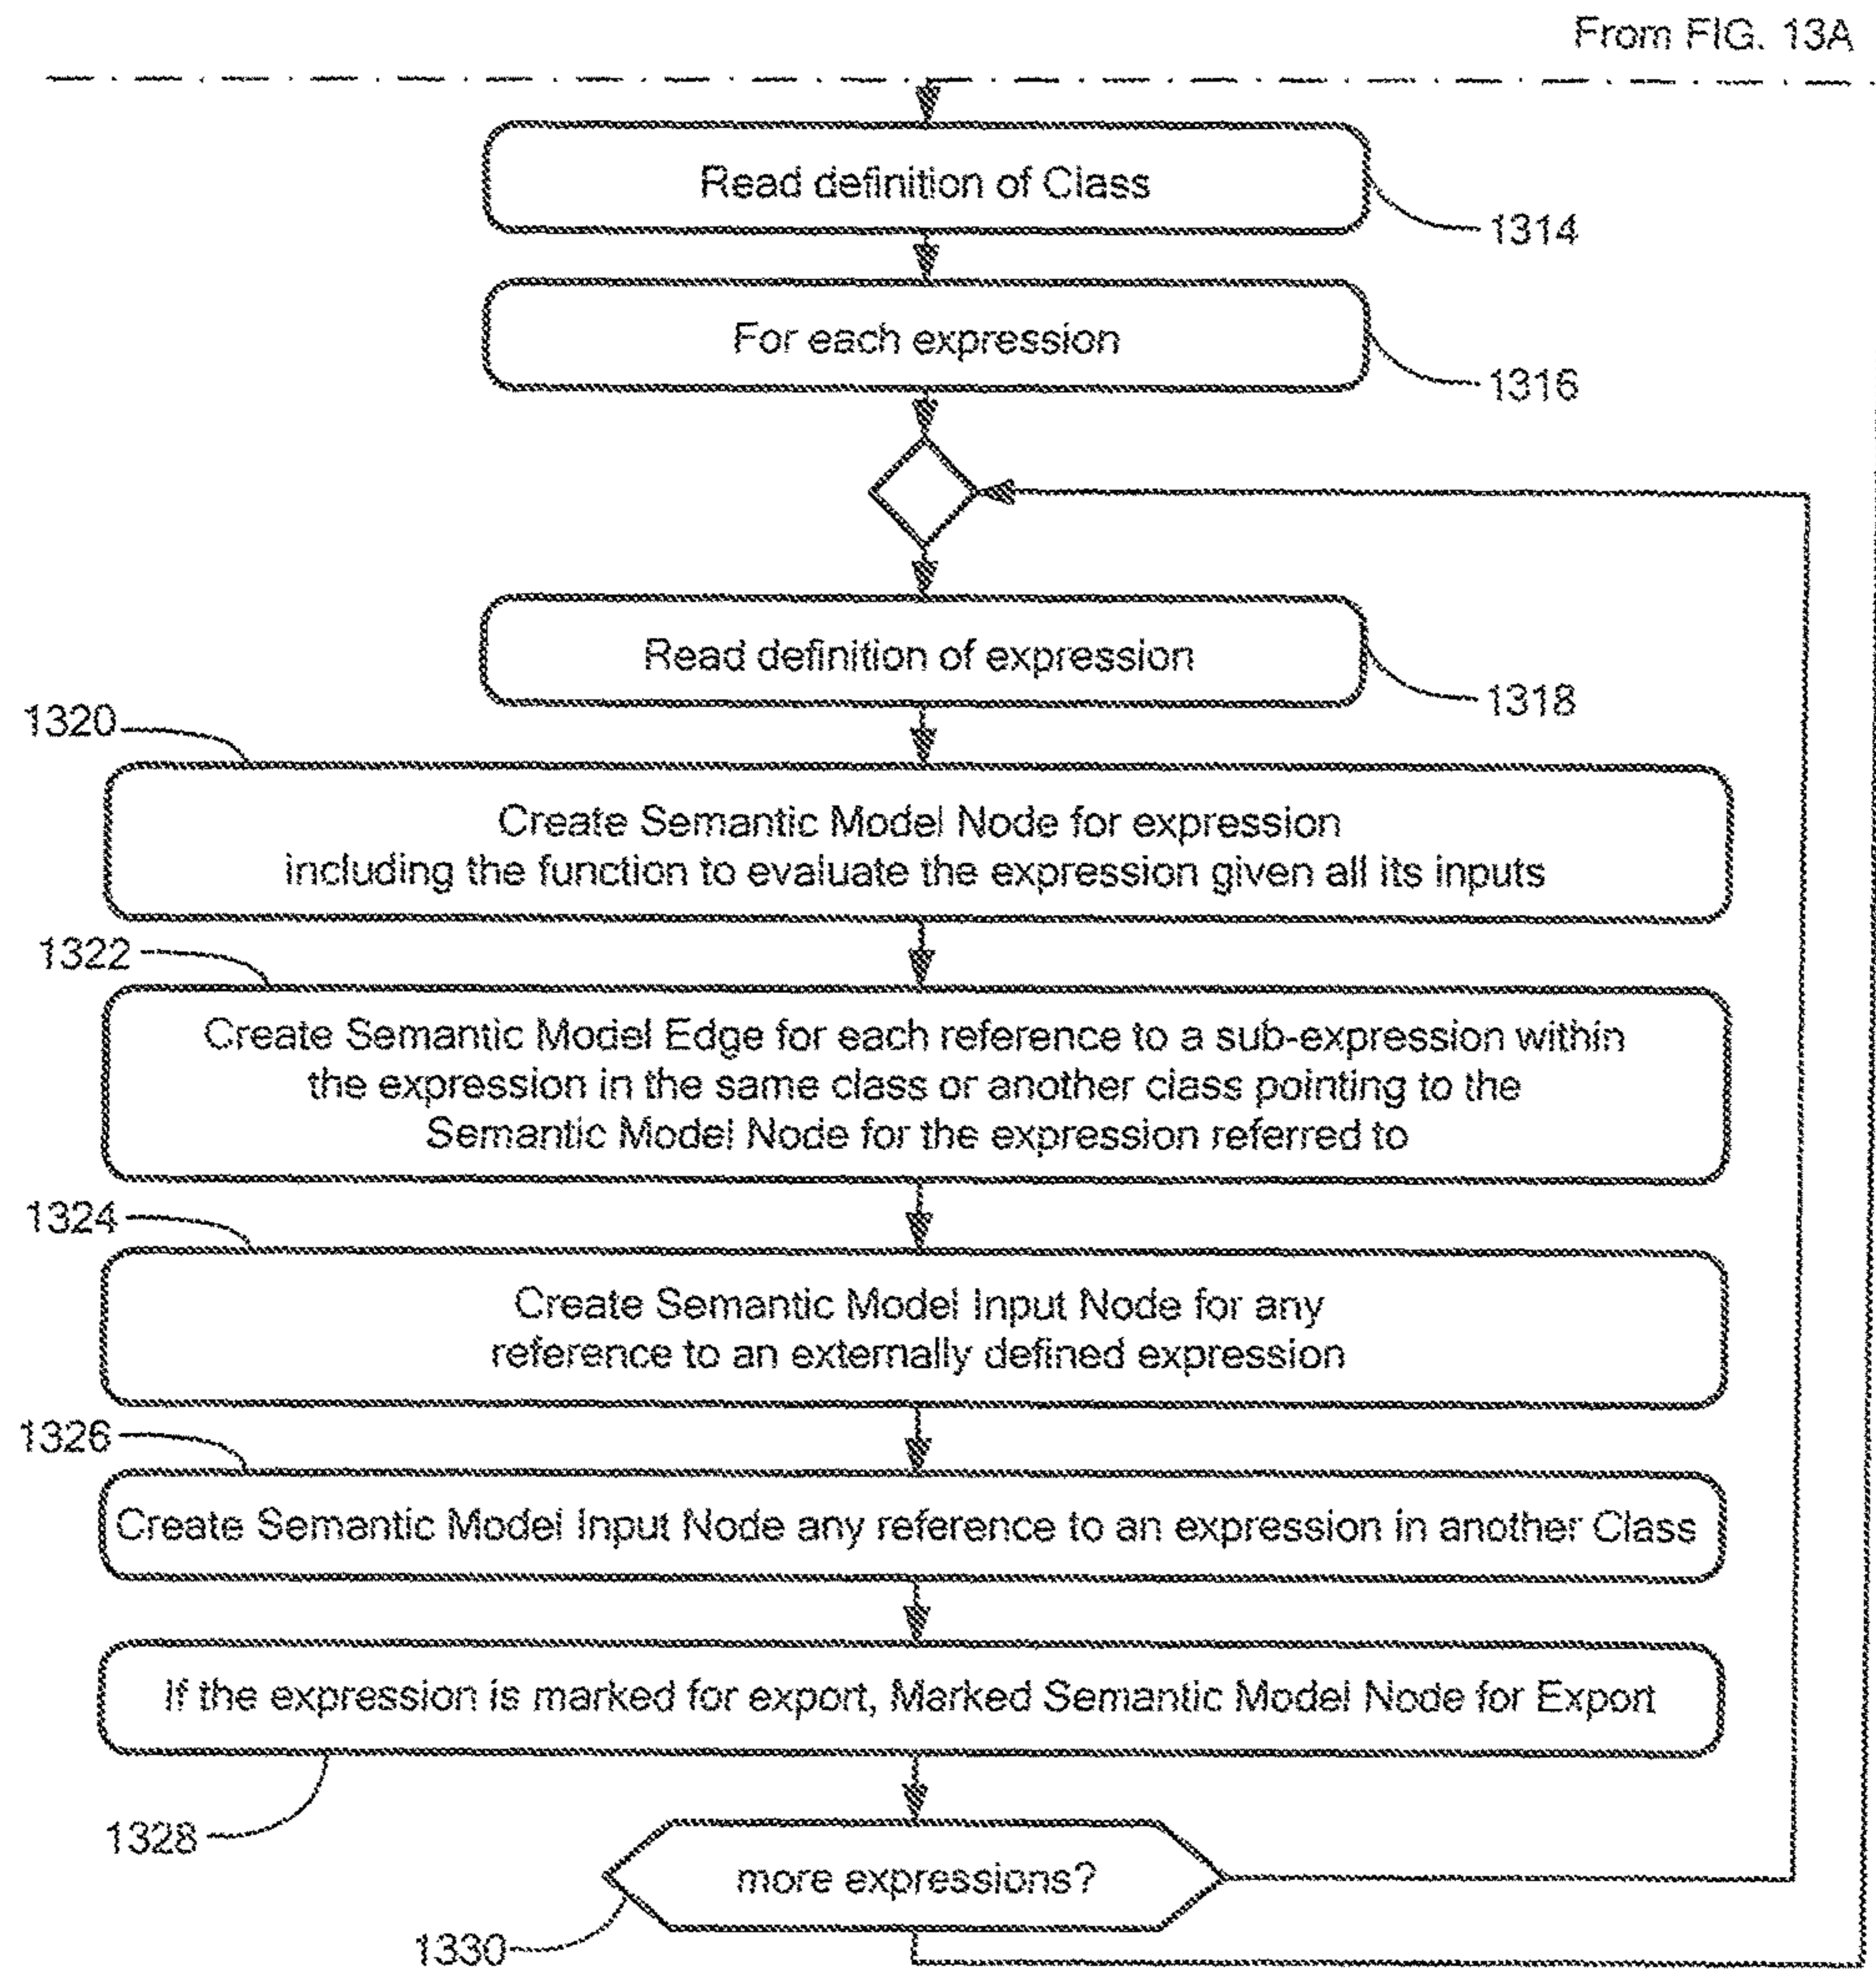 From FIG. 13A
Read definition of Class
1314
For each expression
1316
Read definition of expression
1318
1320
Create Semantic Model Node for expression
including the function to evaluate the expression given all its inputs
1322
Create Semantic Model Edge for each reference to a sub-expression within
the expression in the same class or another class pointing to the
Semantic Model Node for the expression referred to
1324
Create Semantic Model Input Node for any
reference to an externally defined expression
1326
Create Semantic Model Input Node any reference to an expression in another Class
If the expression is marked for export, Marked Semantic Model Node for Export
1328
more expressions?
1330